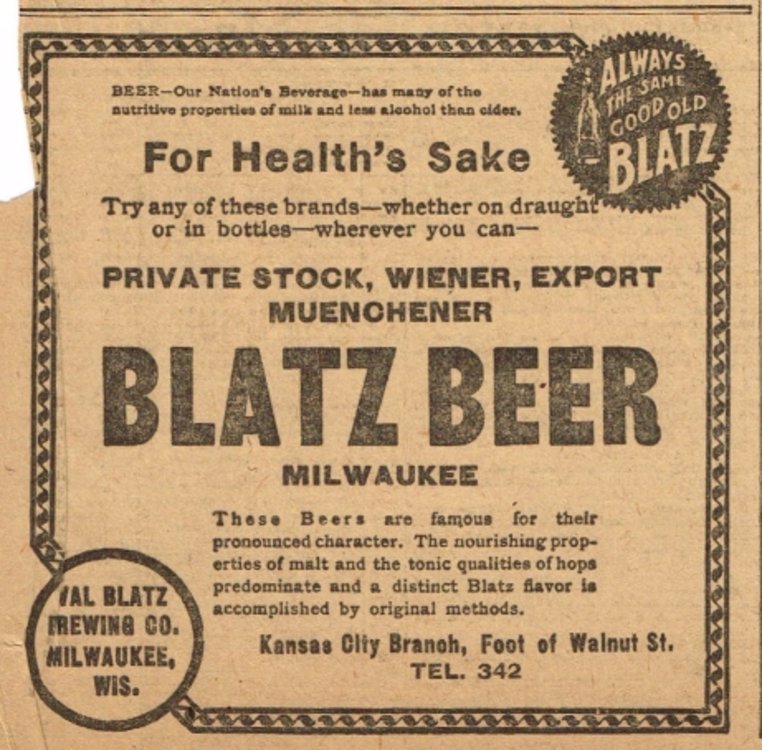 BEER—Our Nation's Beverage—has many of the
nutritive properties of milk and less alcohol than cider.
ALWAYS
THE SAME
GOOD OLD
BLATZ
For Health's Sake
Try any of these brands—whether on draught
or in bottles—wherever you can—
PRIVATE STOCK, WIENER, EXPORT
MUENCHENER
BLATZ BEER
MILWAUKEE
These Beers are famous for their
pronounced character. The nourishing prop-
erties of malt and the tonic qualities of hops
predominate and a distinct Blatz flavor is
accomplished by original methods.
VAL BLATZ
BREWING CO.
MILWAUKEE,
WIS.
Kansas City Branch, Foot of Walnut St.
TEL. 342